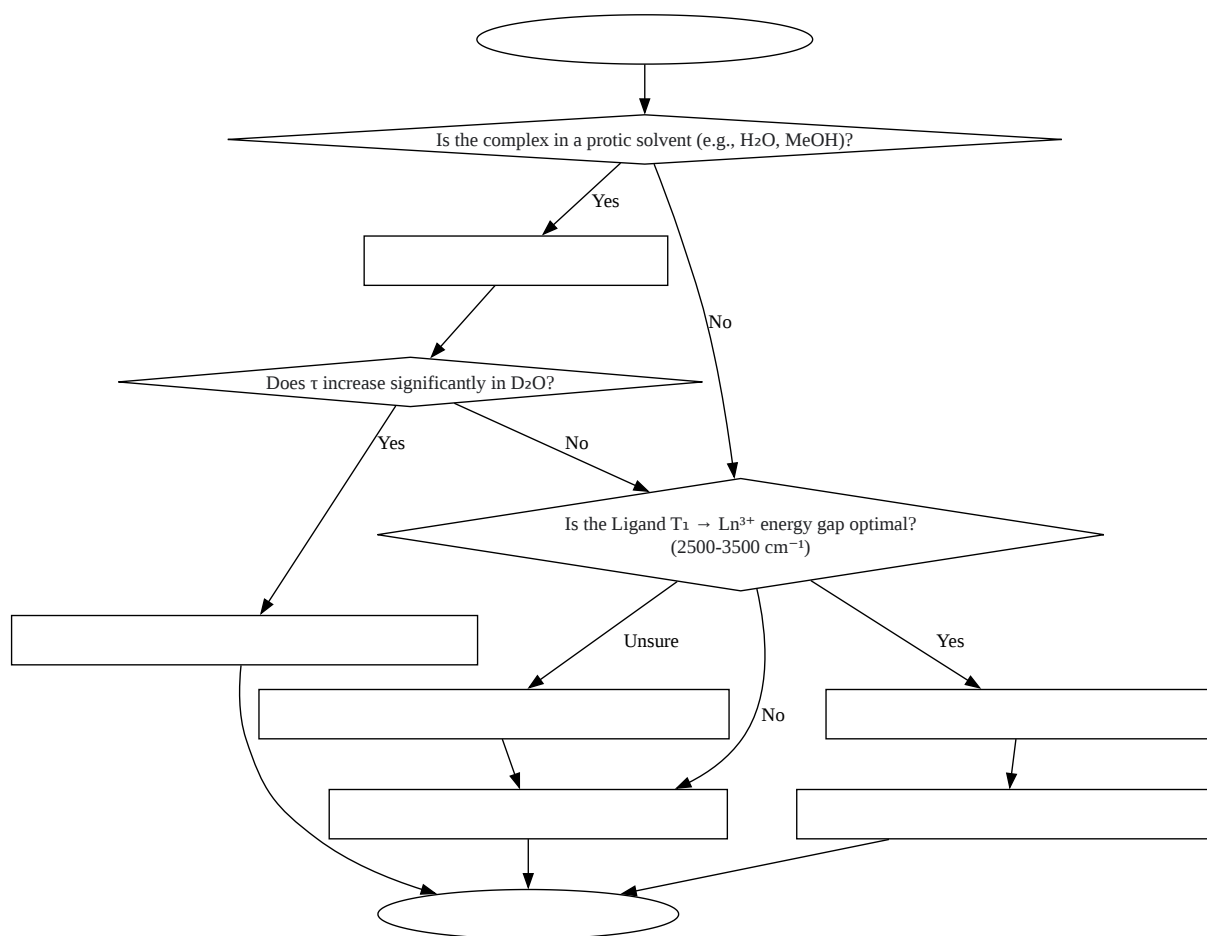 Is the complex in a protic solvent (e.g., H₂O, MeOH)?
Yes
No
Does τ increase significantly in D₂O?
Yes
No
Is the Ligand T₁ → Ln³⁺ energy gap optimal?
(2500-3500 cm⁻¹)
Unsure
Yes
No